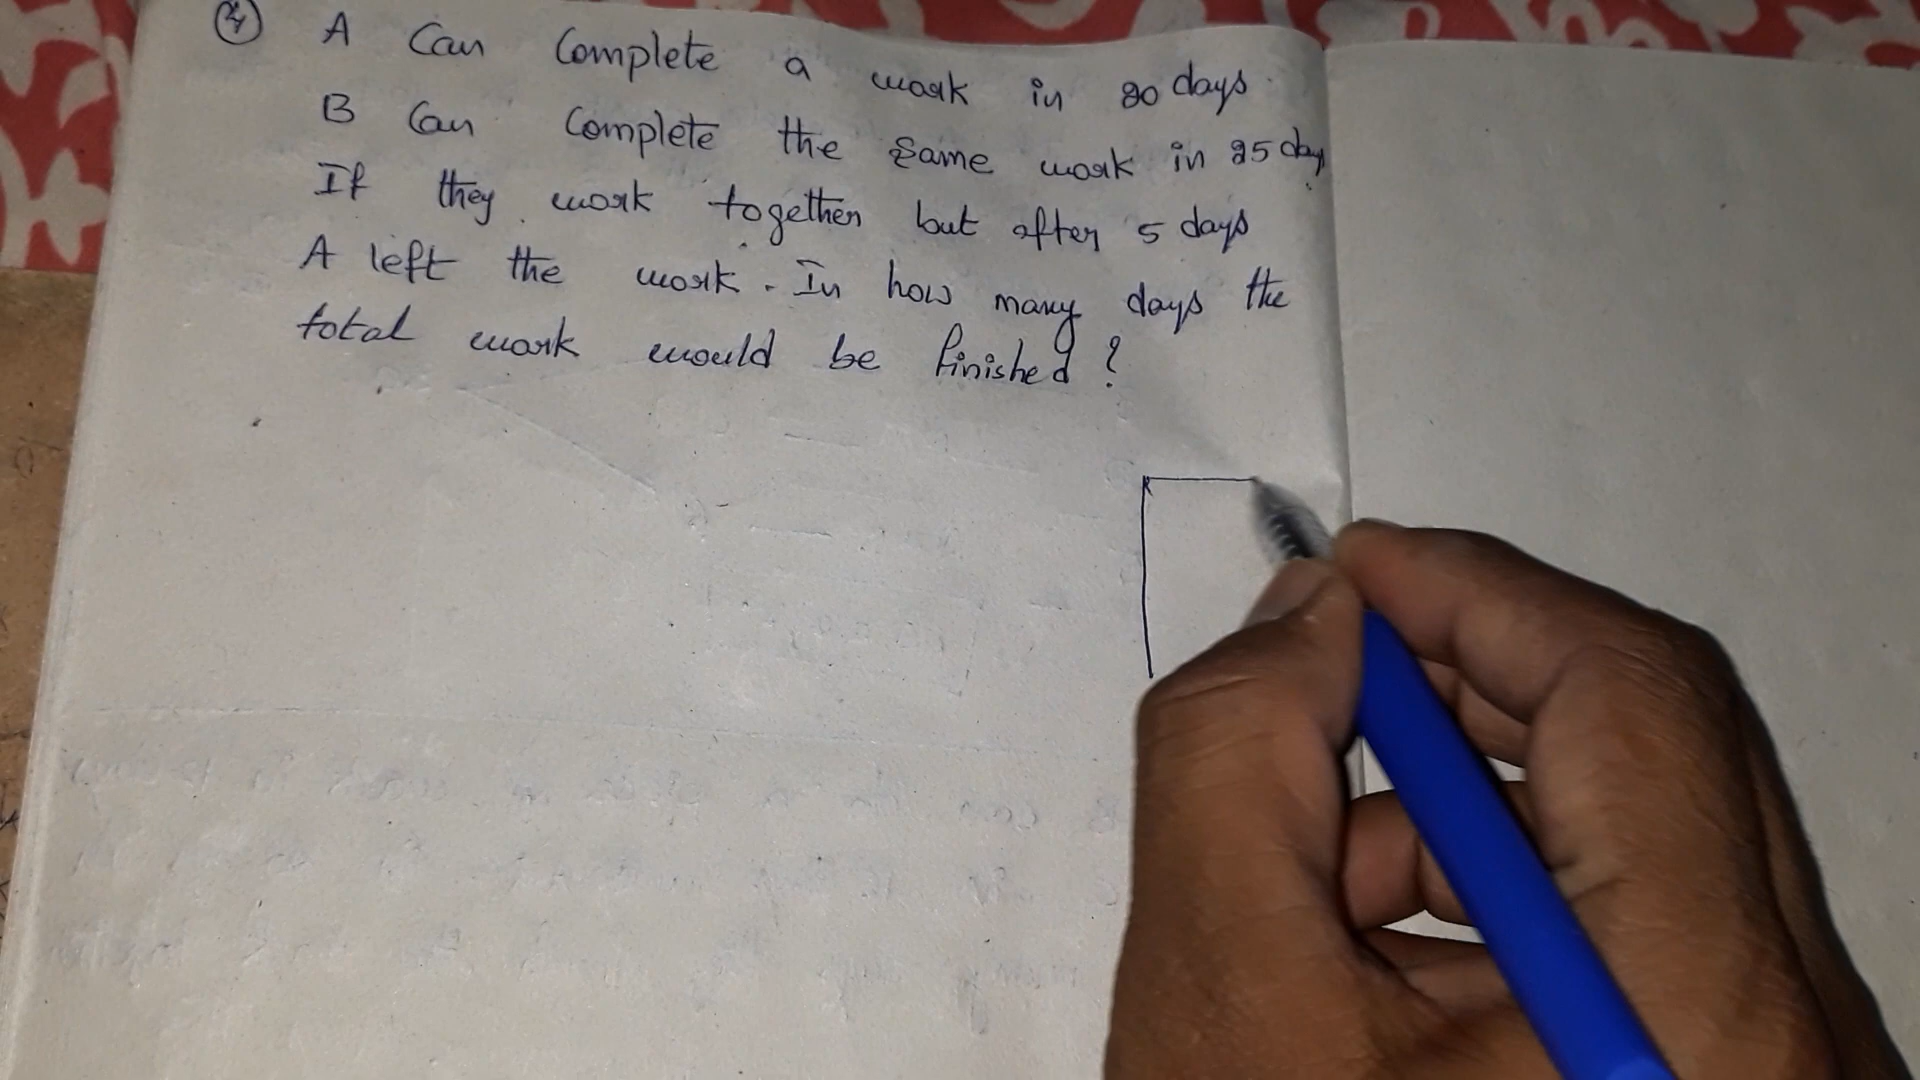 4 A Can Complete a work in 20 days.
B Can Complete the same work in 25 days
If they work together but after 5 days
A left the work. In how many days the
total work would be finished?